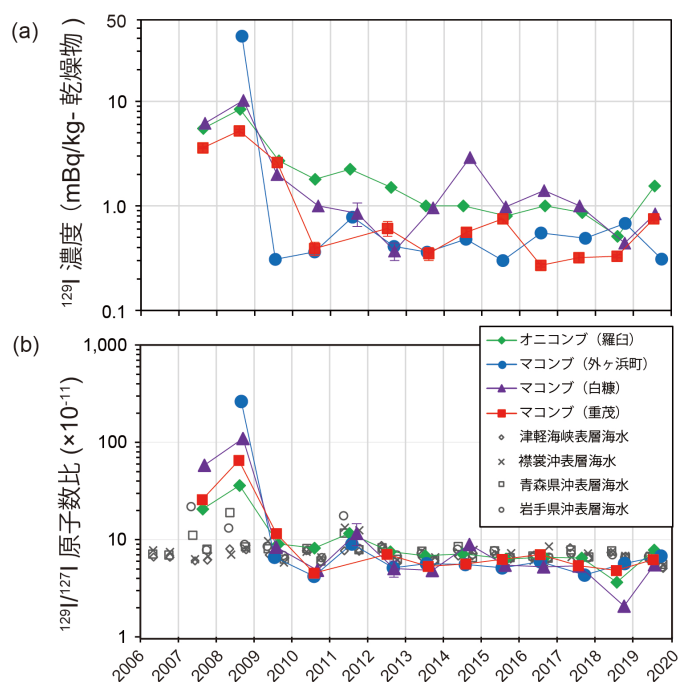 (a)
50
10
1.0
0.1
¹²⁹I 濃度（mBq/kg-乾燥物）
(b)
1,000
100
10
1
¹²⁹I/¹²⁷I 原子数比 (×10⁻¹¹)
オニコンブ（羅臼）
マコンブ（外ヶ浜町）
マコンブ（白糠）
マコンブ（重茂）
津軽海峡表層海水
襟裳沖表層海水
青森県沖表層海水
岩手県沖表層海水
2006
2007
2008
2009
2010
2011
2012
2013
2014
2015
2016
2017
2018
2019
2020